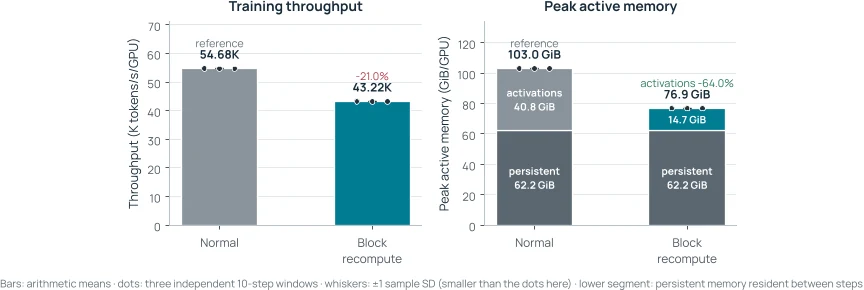 Training throughput
Throughput (K tokens/s/GPU)
70
60
50
40
30
20
10
0
reference
54.68K
-21.0%
43.22K
Normal
Block
recompute
Peak active memory
Peak active memory (GiB/GPU)
120
100
80
60
40
20
0
reference
103.0 GiB
activations
40.8 GiB
persistent
62.2 GiB
activations -64.0%
76.9 GiB
14.7 GiB
persistent
62.2 GiB
Normal
Block
recompute
Bars: arithmetic means · dots: three independent 10-step windows · whiskers: ±1 sample SD (smaller than the dots here) · lower segment: persistent memory resident between steps